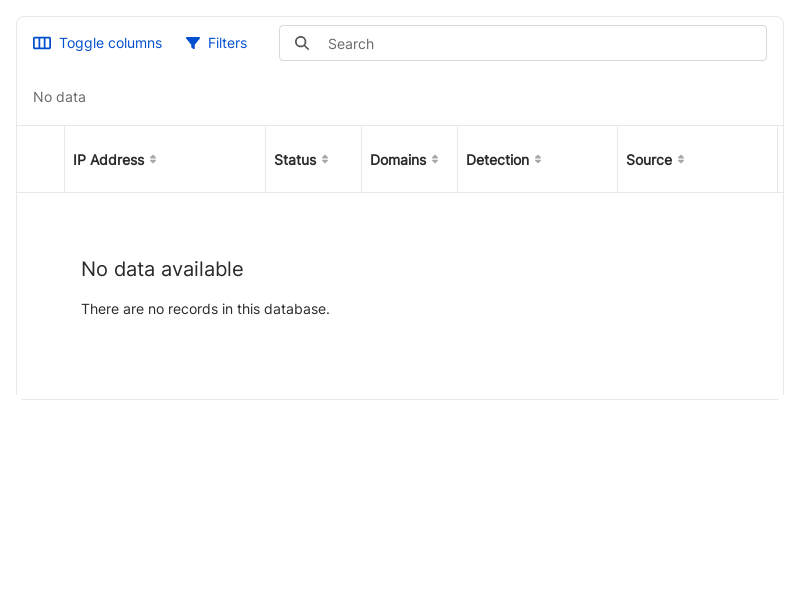 Toggle columns Filters Search
No data
IP Address Status Domains Detection Source
No data available
There are no records in this database.